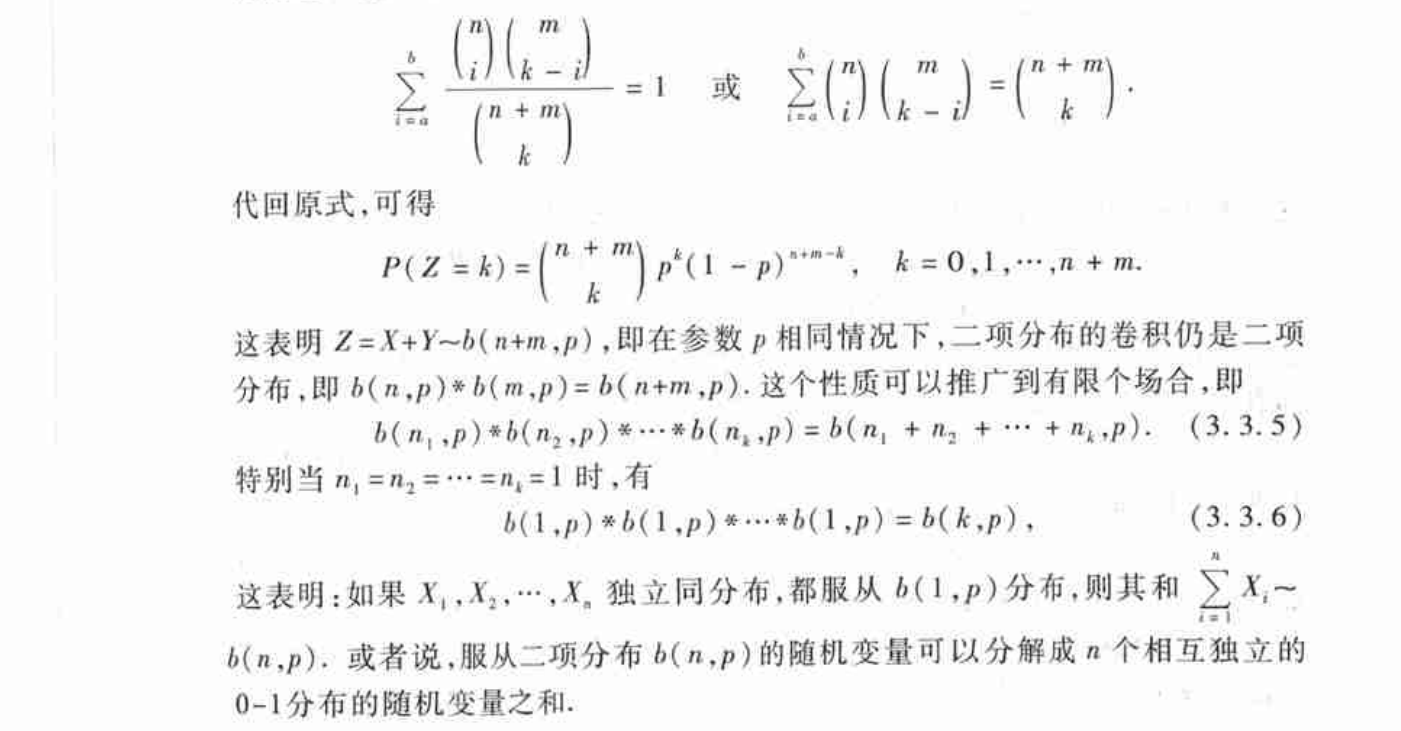 $$\sum_{i=a}^{b} \frac{\binom{n}{i}\binom{m}{k-i}}{\binom{n+m}{k}} = 1 \quad 或 \quad \sum_{i=a}^{b} \binom{n}{i}\binom{m}{k-i} = \binom{n+m}{k}.$$
代回原式,可得
$$P(Z=k) = \binom{n+m}{k} p^k (1-p)^{n+m-k}, \quad k=0,1,\cdots,n+m.$$
这表明 Z=X+Y~b(n+m,p),即在参数 p 相同情况下,二项分布的卷积仍是二项
分布,即 b(n,p)*b(m,p)=b(n+m,p). 这个性质可以推广到有限个场合,即
$$b(n_1,p)*b(n_2,p)*\cdots*b(n_k,p)=b(n_1+n_2+\cdots+n_k,p). \quad (3.3.5)$$
特别当 $n_1=n_2=\cdots=n_k=1$ 时,有
$$b(1,p)*b(1,p)*\cdots*b(1,p)=b(k,p), \quad (3.3.6)$$
这表明:如果 $X_1,X_2,\cdots,X_n$ 独立同分布,都服从 b(1,p)分布,则其和 $\sum_{i=1}^{n} X_i$~
b(n,p). 或者说,服从二项分布 b(n,p)的随机变量可以分解成 n 个相互独立的
0-1分布的随机变量之和.